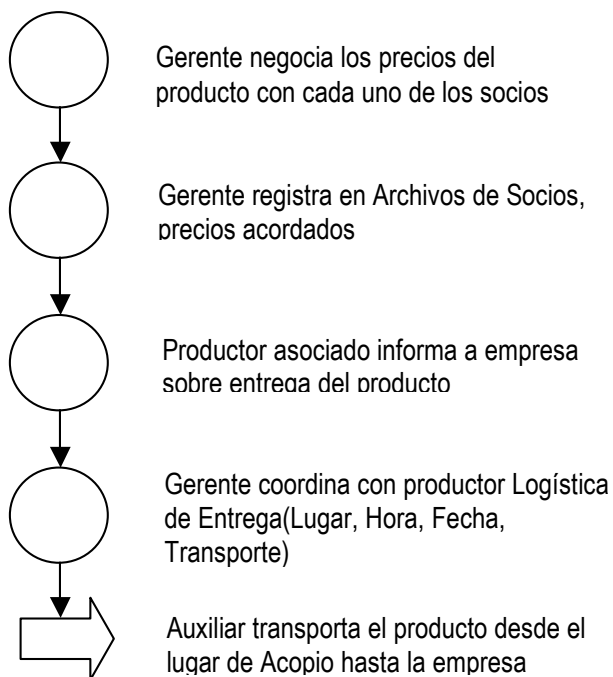 Gerente negocia los precios del
producto con cada uno de los socios
Gerente registra en Archivos de Socios,
precios acordados
Productor asociado informa a empresa
sobre entrega del producto
Gerente coordina con productor Logística
de Entrega(Lugar, Hora, Fecha,
Transporte)
Auxiliar transporta el producto desde el
lugar de Acopio hasta la empresa